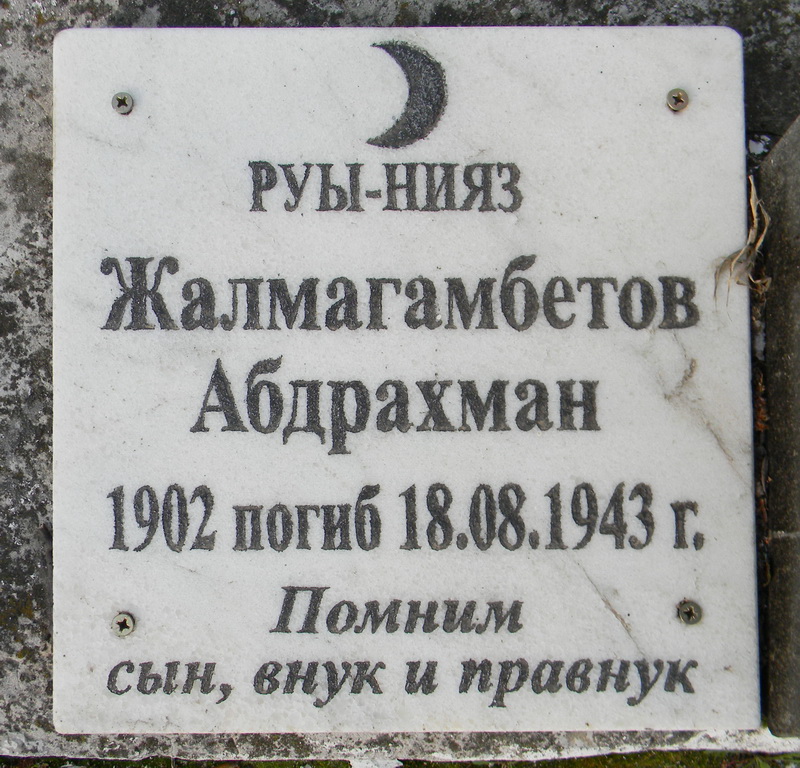 РУЫ-НИЯЗ
Жалмагамбетов
Абдрахман
1902 погиб 18.08.1943 г.
Помним
сын, внук и правнук